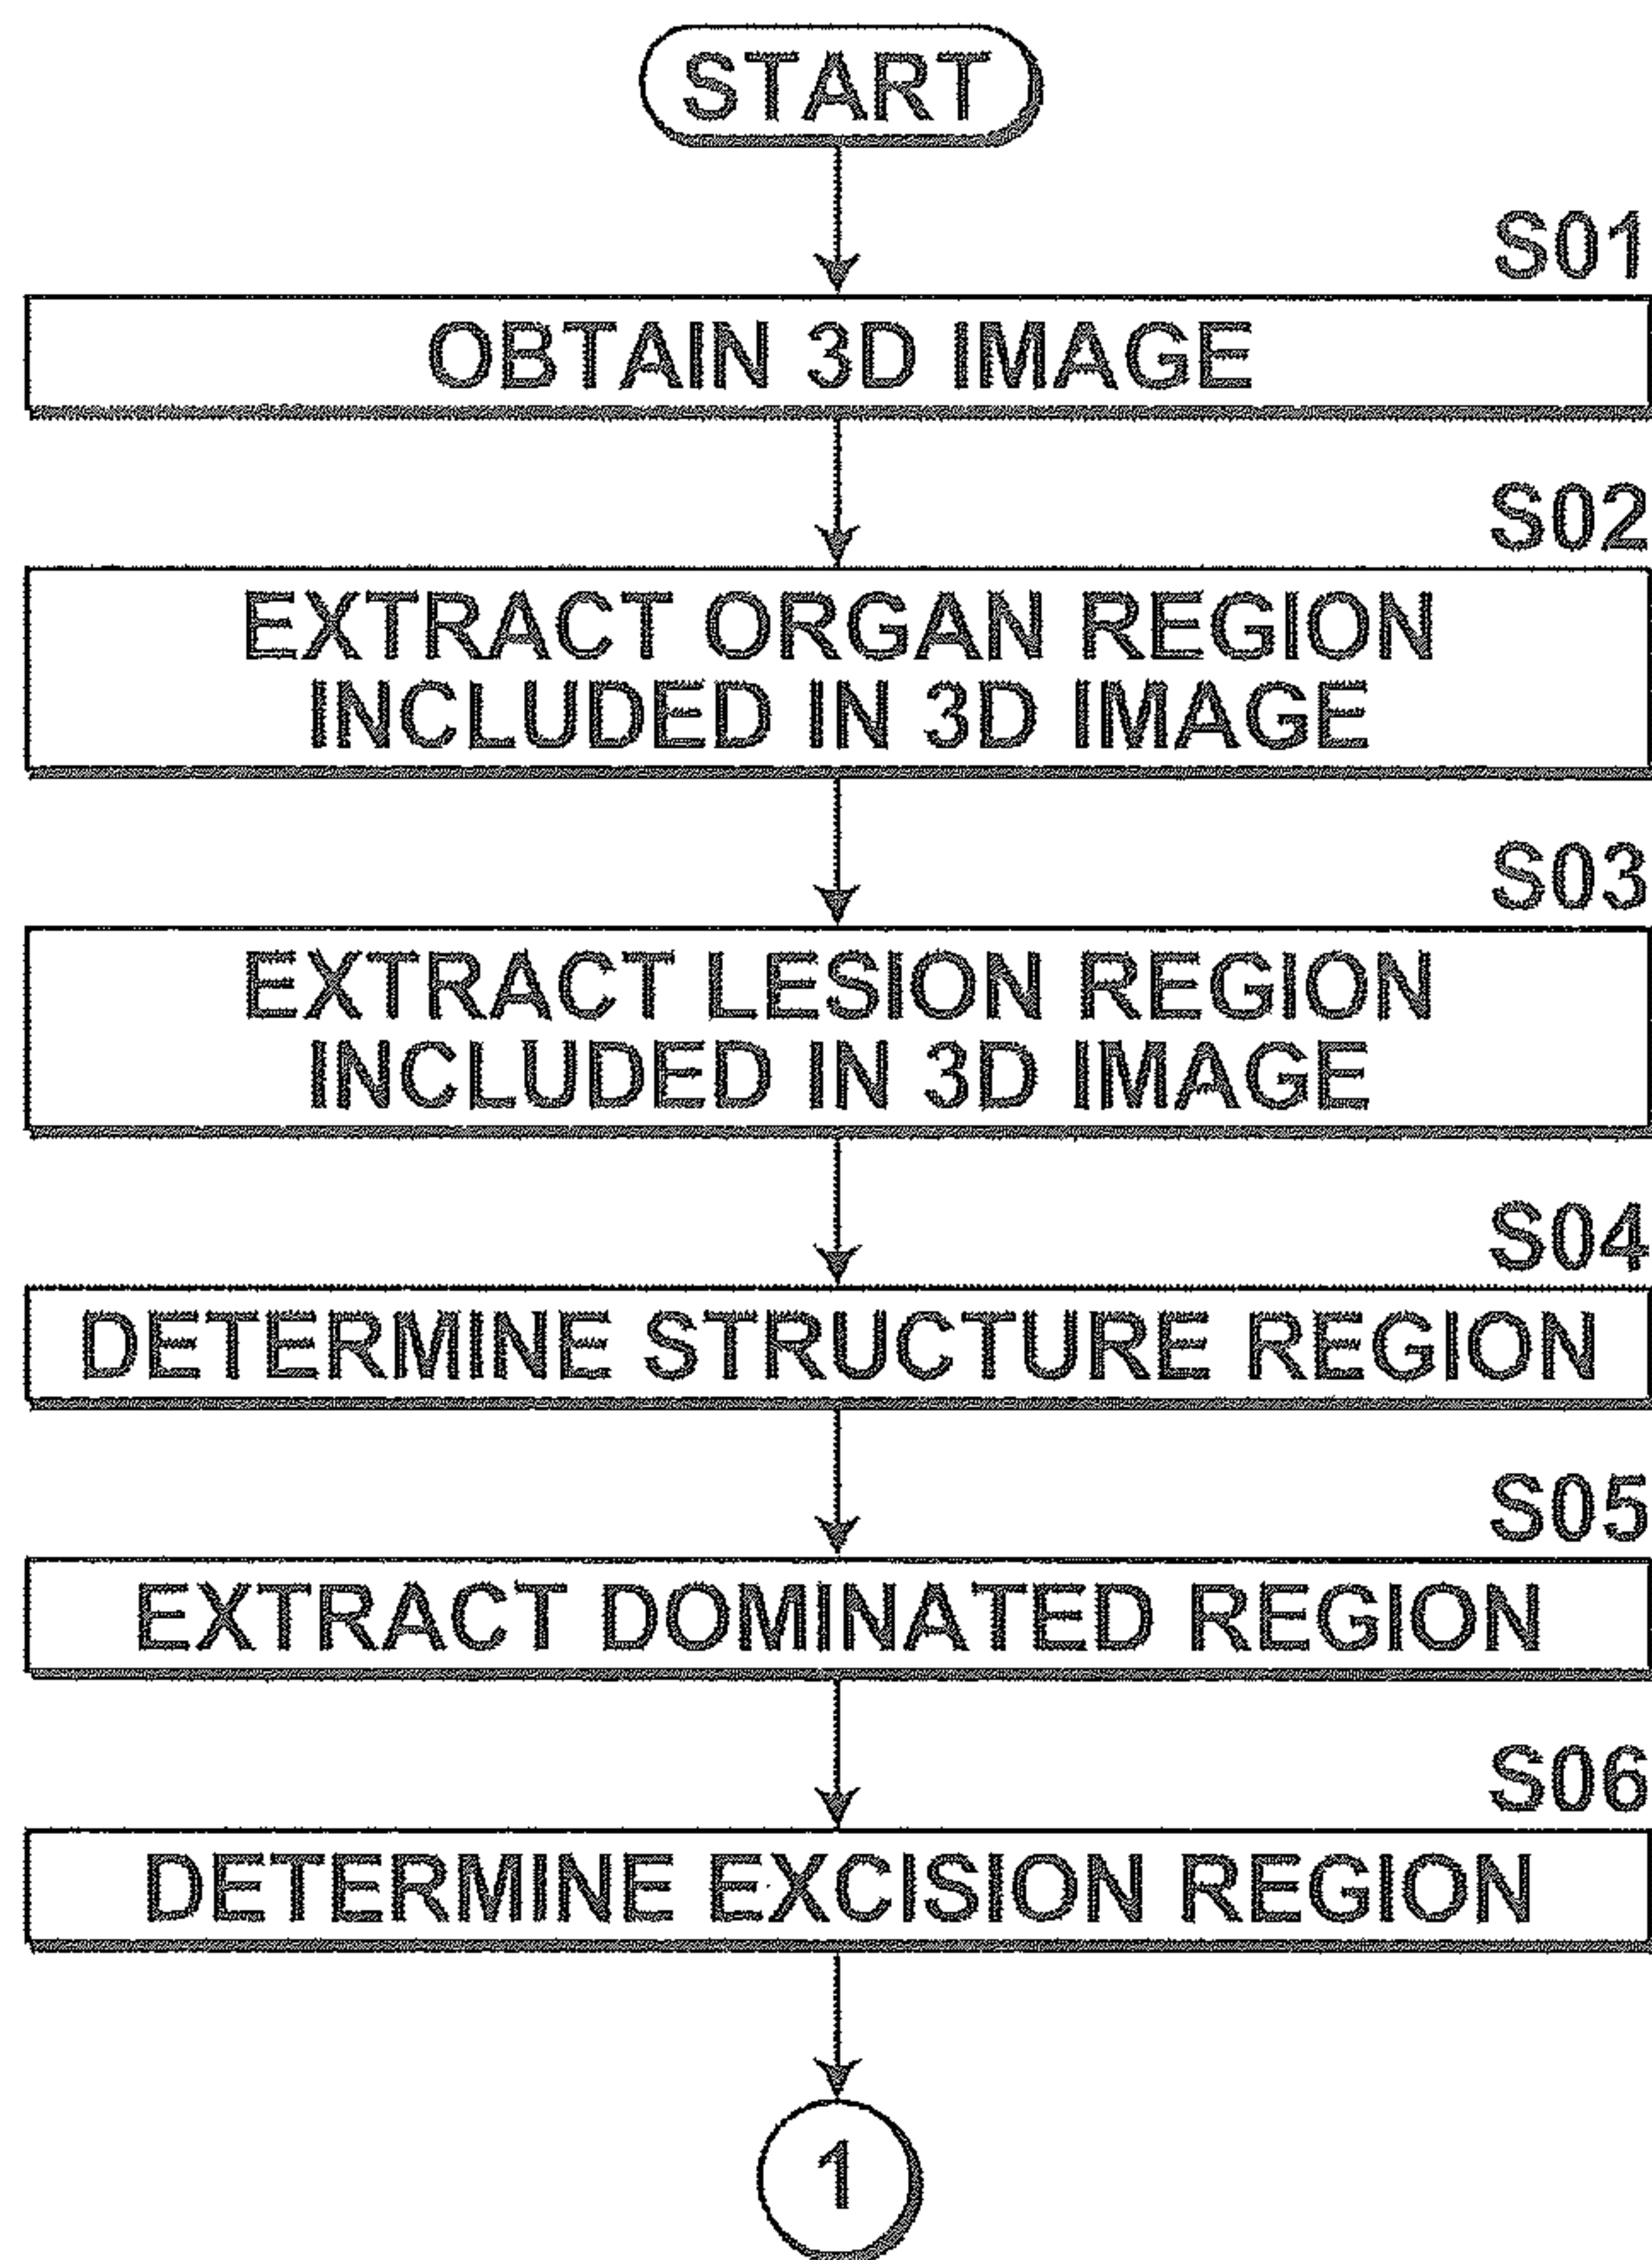 START
S01
OBTAIN 3D IMAGE
S02
EXTRACT ORGAN REGION
INCLUDED IN 3D IMAGE
S03
EXTRACT LESION REGION
INCLUDED IN 3D IMAGE
S04
DETERMINE STRUCTURE REGION
S05
EXTRACT DOMINATED REGION
S06
DETERMINE EXCISION REGION
1